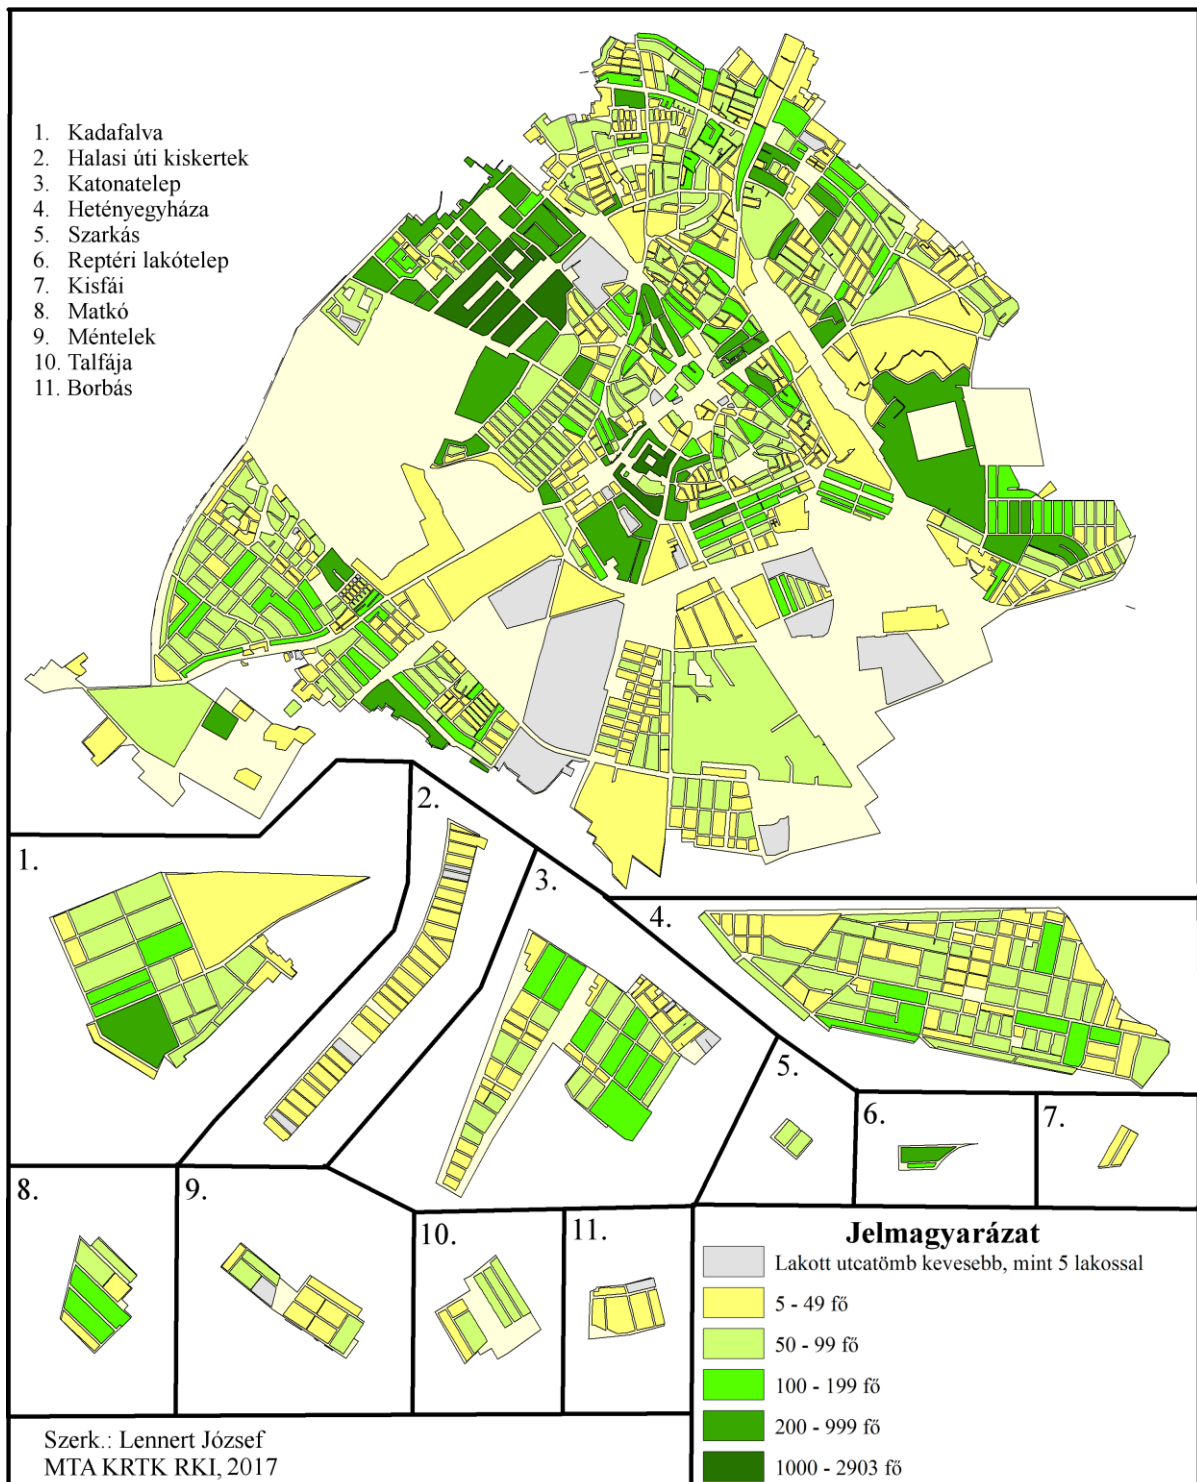 1. Kadafalva
2. Halasi úti kiskertek
3. Katonatelep
4. Hetényegyháza
5. Szarkás
6. Reptéri lakótelep
7. Kisfái
8. Matkó
9. Méntelek
10. Talfája
11. Borbás
1.
2.
3.
4.
5.
6.
7.
8.
9.
10.
11.
Jelmagyarázat
Lakott utcatömb kevesebb, mint 5 lakossal
5 - 49 fő
50 - 99 fő
100 - 199 fő
200 - 999 fő
1000 - 2903 fő
Szerk.: Lennert József
MTA KRTK RKI, 2017